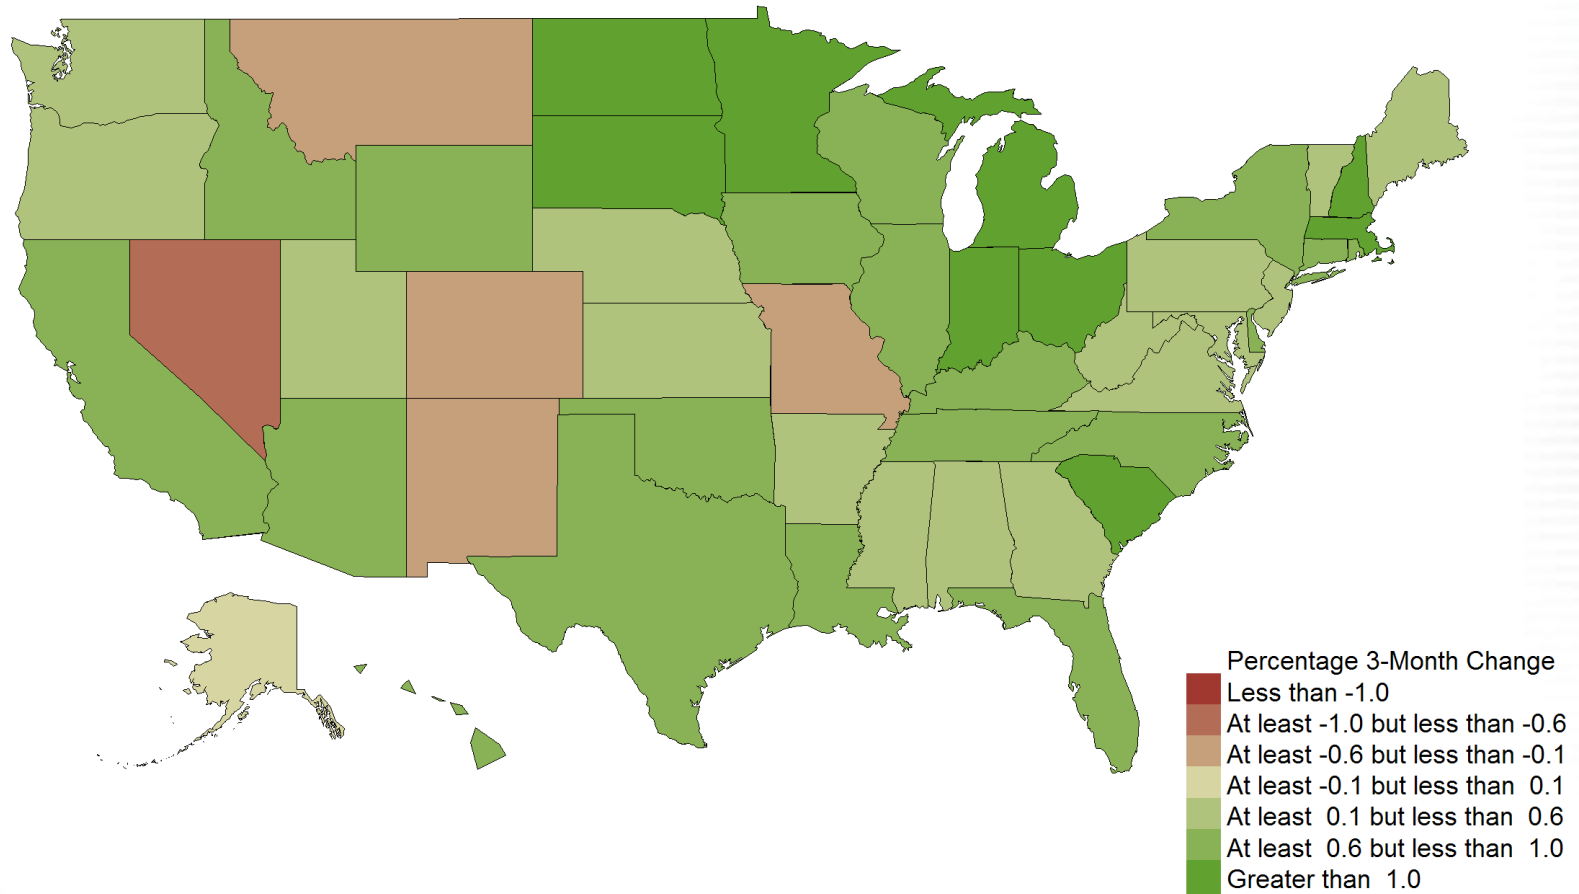 Percentage 3-Month Change
Less than -1.0
At least -1.0 but less than -0.6
At least -0.6 but less than -0.1
At least -0.1 but less than 0.1
At least 0.1 but less than 0.6
At least 0.6 but less than 1.0
Greater than 1.0